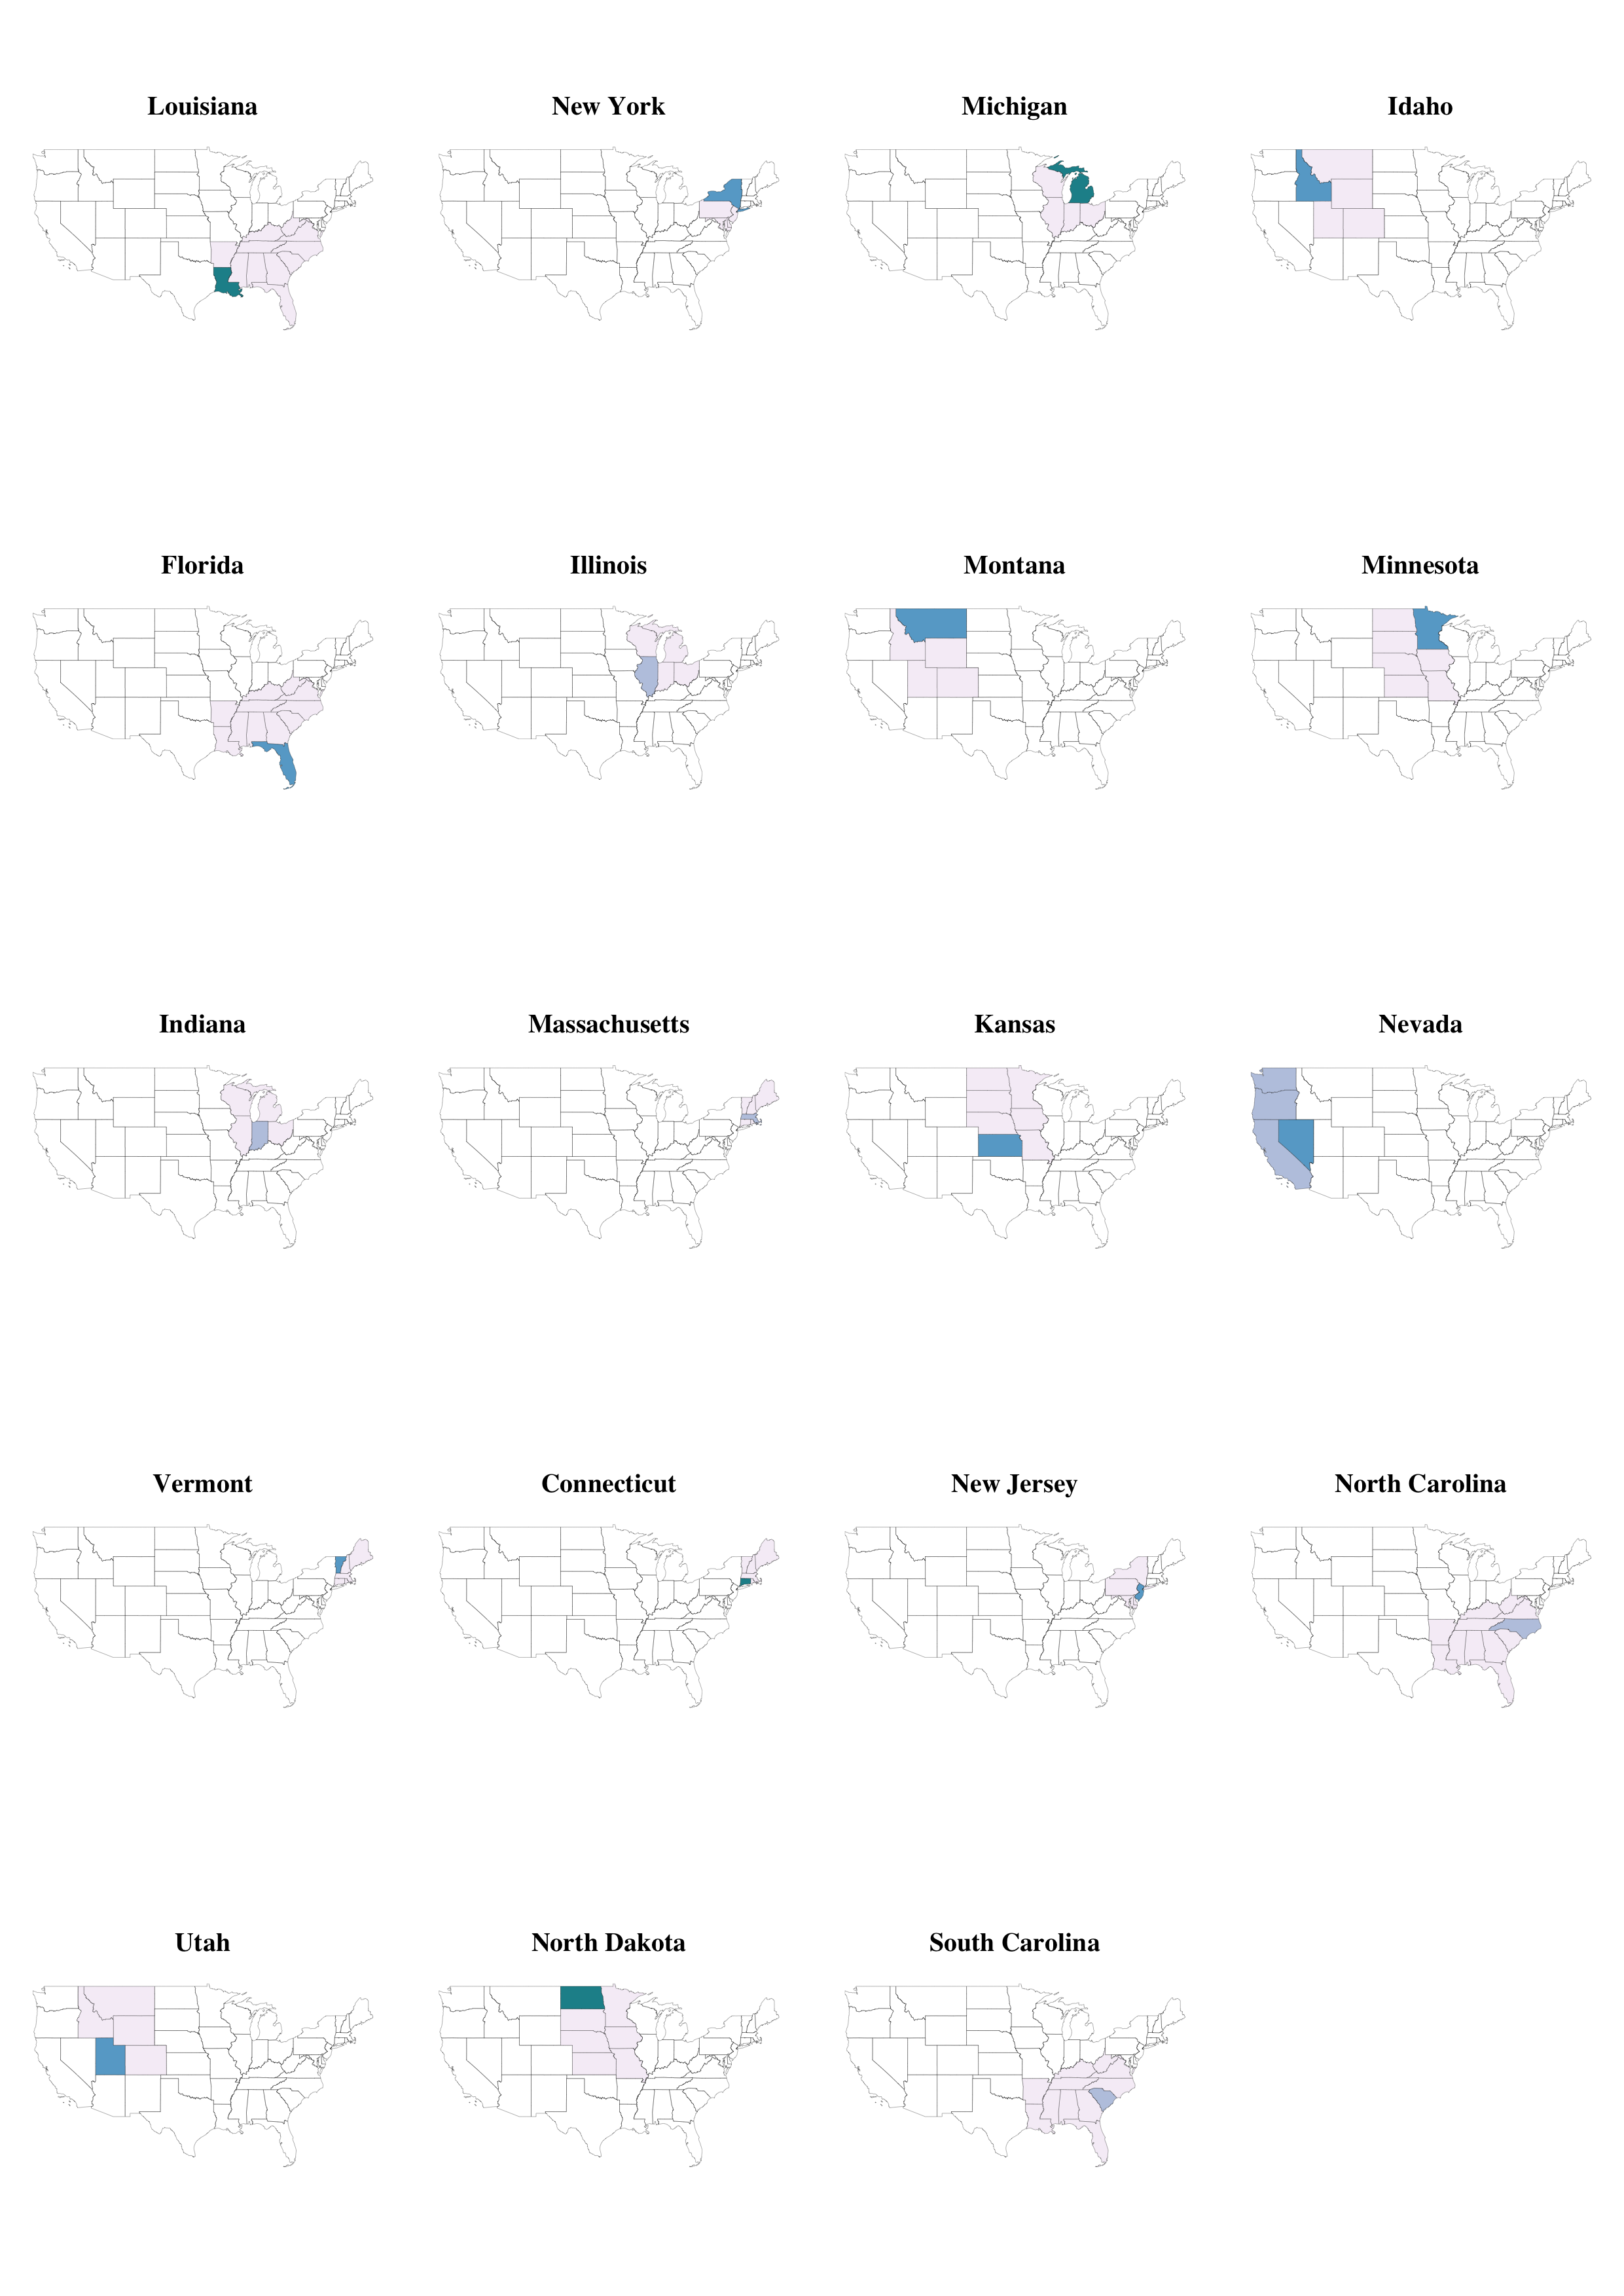 Louisiana
New York
Michigan
Idaho
Florida
Illinois
Montana
Minnesota
Indiana
Massachusetts
Kansas
Nevada
Vermont
Connecticut
New Jersey
North Carolina
Utah
North Dakota
South Carolina